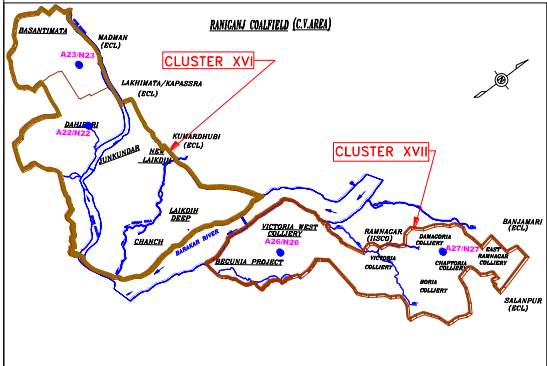 RANIGANJ COALFIELD (C.V.AREA)
BASANTIMATA
MADMAN
(ECL)
A23/N23
CLUSTER XVI
LAKHIMATA/KAPASSRA
(ECL)
DAHIBARI
A22/N22
KUMARDHUBI
(ECL)
JUNKUNDAR
NEW
LAIKDIH
CLUSTER XVII
LAIKDIH
DEEP
CHANCH
BARAKAR RIVER
VICTORIA WEST
COLLIERY
A26/N26
BEGUNIA PROJECT
RAMNAGAR
(IISCO)
VICTORIA
COLLIERY
DAMAGORIA
COLLIERY
A27/N27
CHAPTORIA
COLLIERY
EAST
RAMNAGAR
COLLIERY
BORIA
COLLIERY
BANJAMARI
(ECL)
SALANPUR
(ECL)